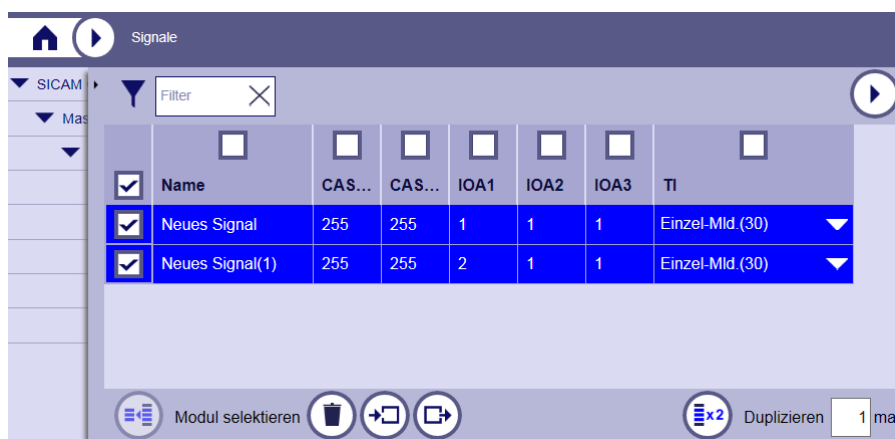 Signale
SICAM
Filter
Mas
Name CAS... CAS... IOA1 IOA2 IOA3 TI
Neues Signal 255 255 1 1 1 Einzel-Mld.(30)
Neues Signal(1) 255 255 2 1 1 Einzel-Mld.(30)
Modul selektieren x2 Duplizieren 1 ma